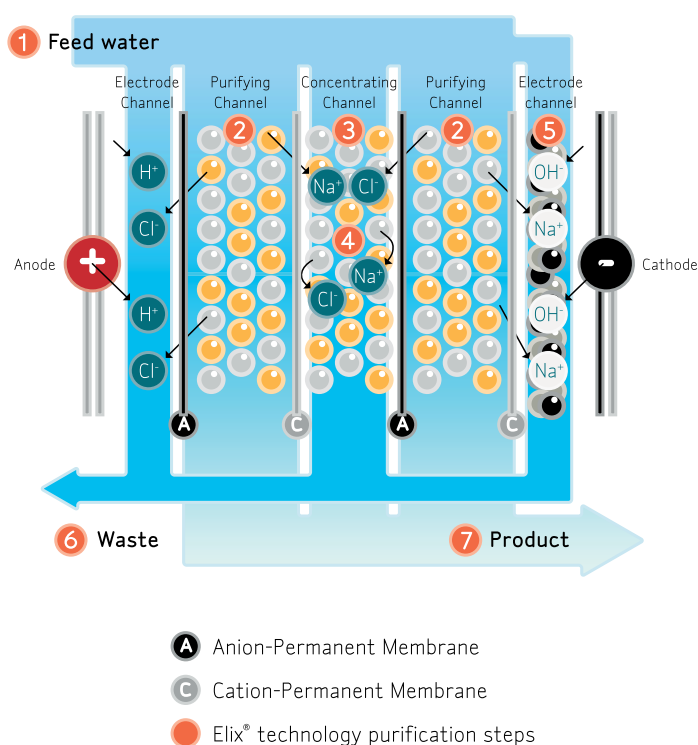 1 Feed water
Electrode Channel
Purifying Channel
Concentrating Channel
Purifying Channel
Electrode channel
2
3
2
5
H⁺
Na⁺
Cl⁻
OH⁻
Cl⁻
Na⁺
4
Anode
+
-
Cathode
Na⁺
Cl⁻
H⁺
OH⁻
Cl⁻
Na⁺
A
C
A
C
6 Waste
7 Product
A Anion-Permanent Membrane
C Cation-Permanent Membrane
Elix® technology purification steps